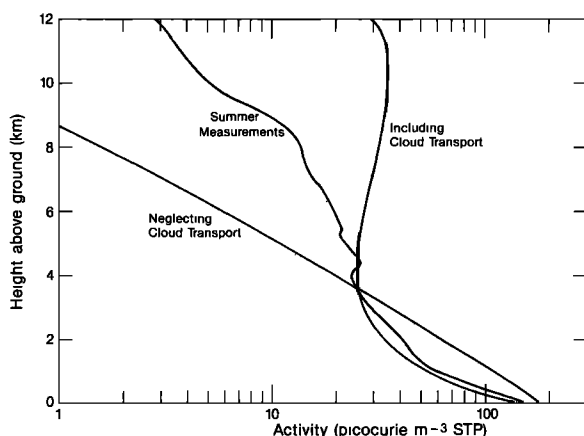 12
10
8
6
4
2
0
Height above ground (km)
Summer
Measurements
Including
Cloud Transport
Neglecting
Cloud Transport
1
10
100
Activity (picocurie m⁻³ STP)